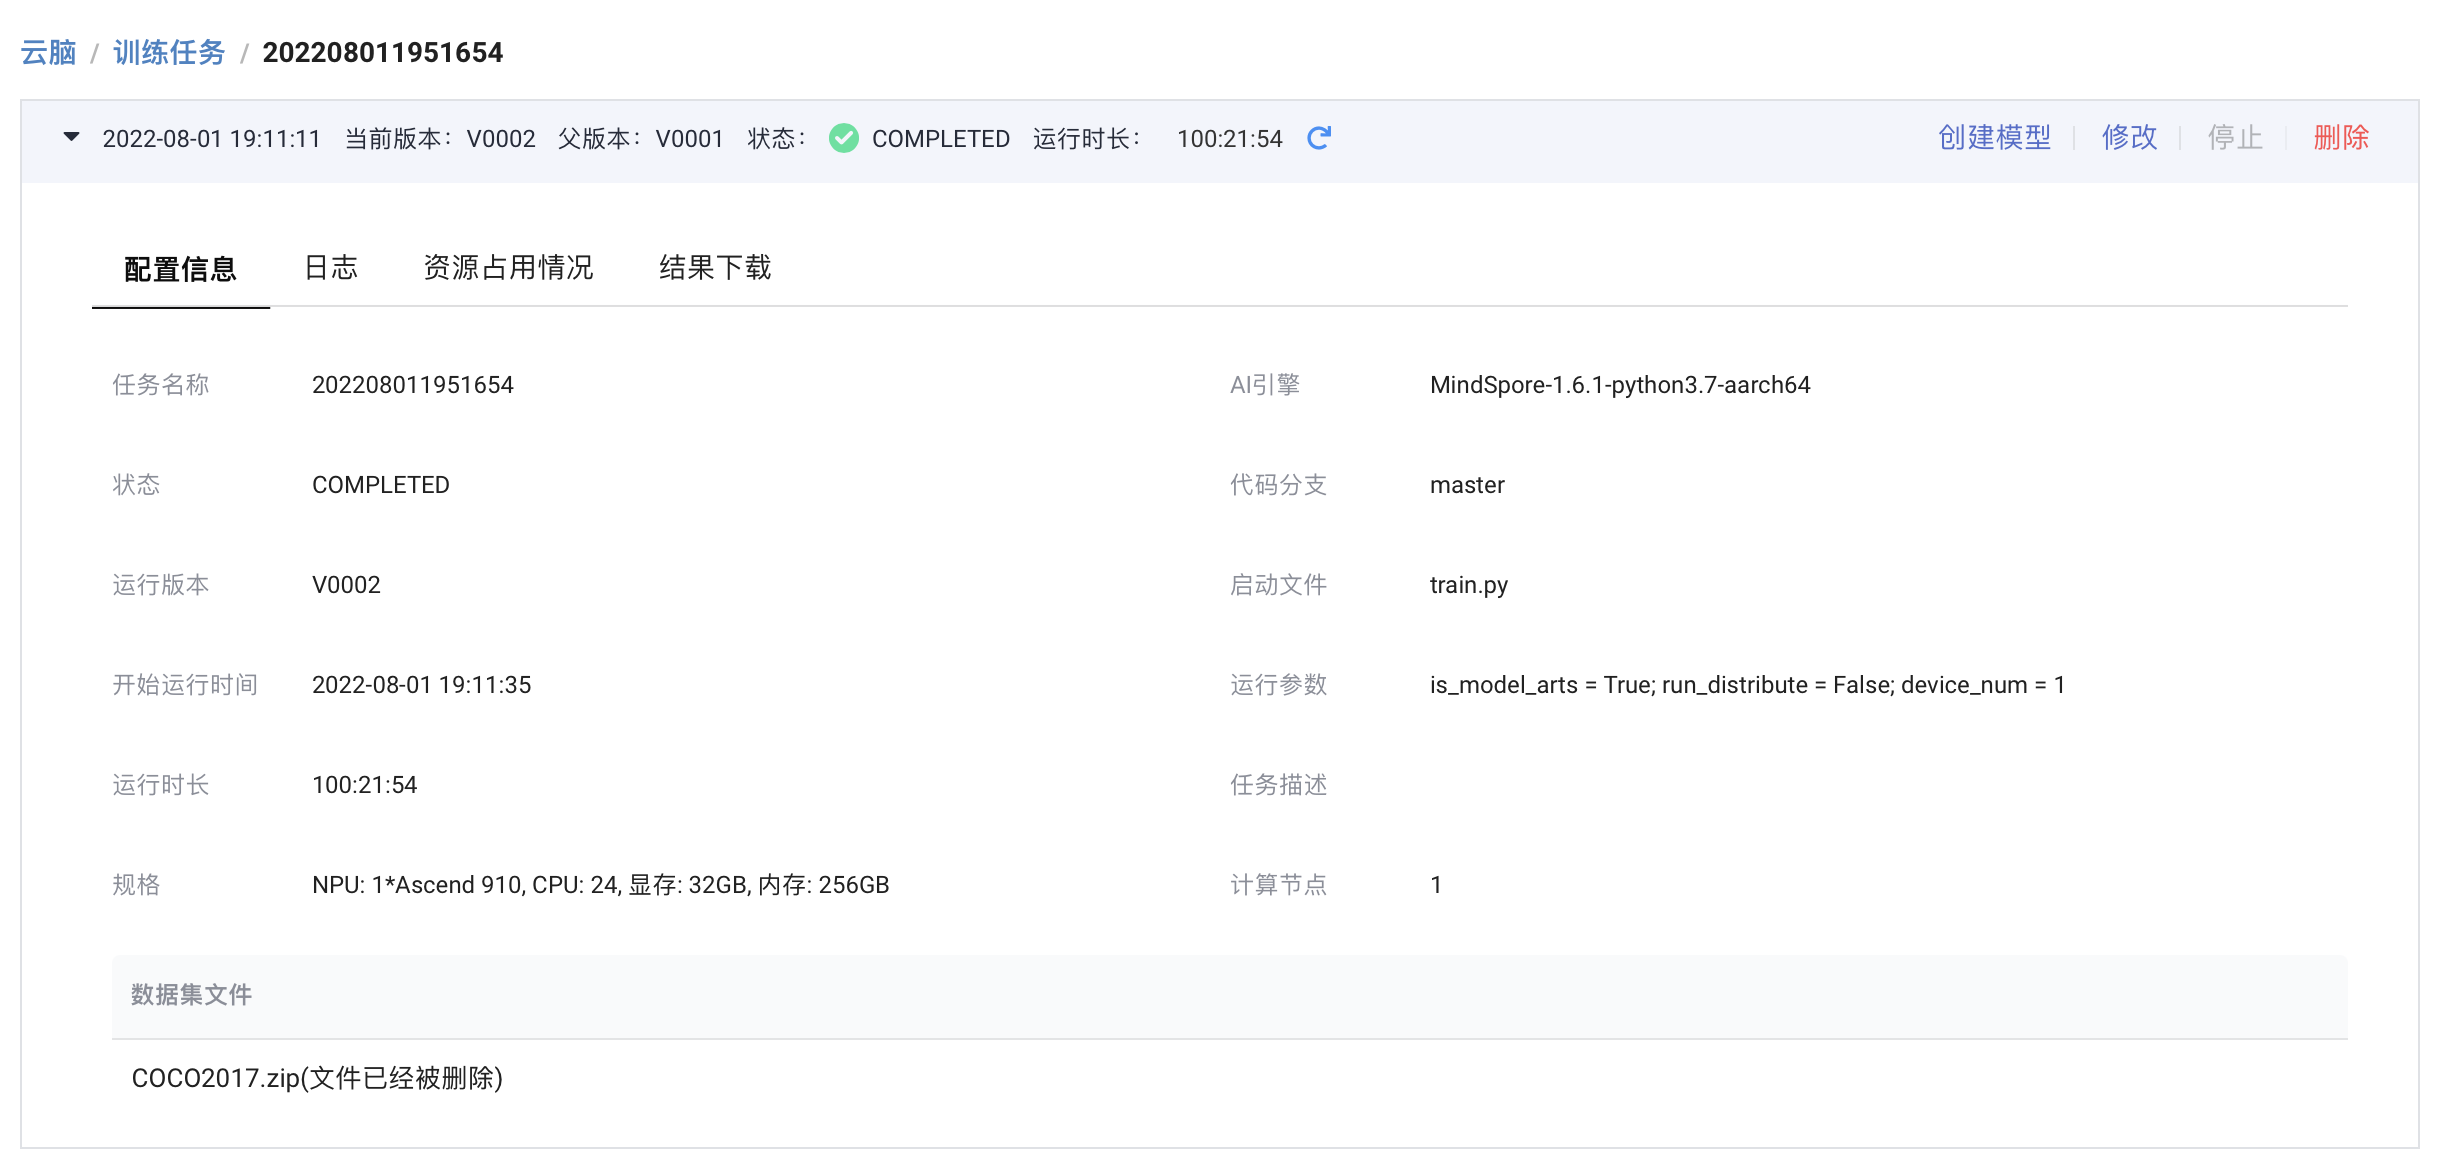 云脑 / 训练任务 / 202208011951654
2022-08-01 19:11:11 当前版本: V0002 父版本: V0001 状态: COMPLETED 运行时长: 100:21:54 创建模型 修改 停止 删除
配置信息 日志 资源占用情况 结果下载
任务名称 202208011951654 AI引擎 MindSpore-1.6.1-python3.7-aarch64
状态 COMPLETED 代码分支 master
运行版本 V0002 启动文件 train.py
开始运行时间 2022-08-01 19:11:35 运行参数 is_model_arts = True; run_distribute = False; device_num = 1
运行时长 100:21:54 任务描述
规格 NPU: 1*Ascend 910, CPU: 24, 显存: 32GB, 内存: 256GB 计算节点 1
数据集文件
COCO2017.zip(文件已经被删除)